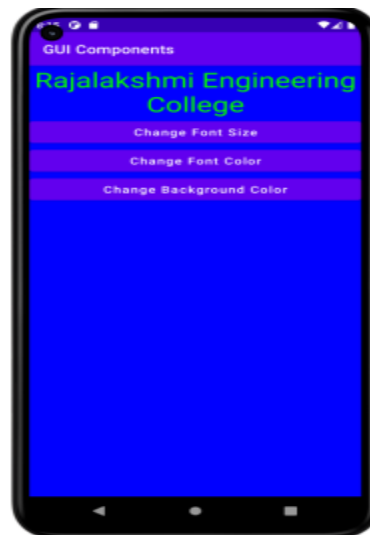 GUI Components
Rajalakshmi Engineering
College
Change Font Size
Change Font Color
Change Background Color